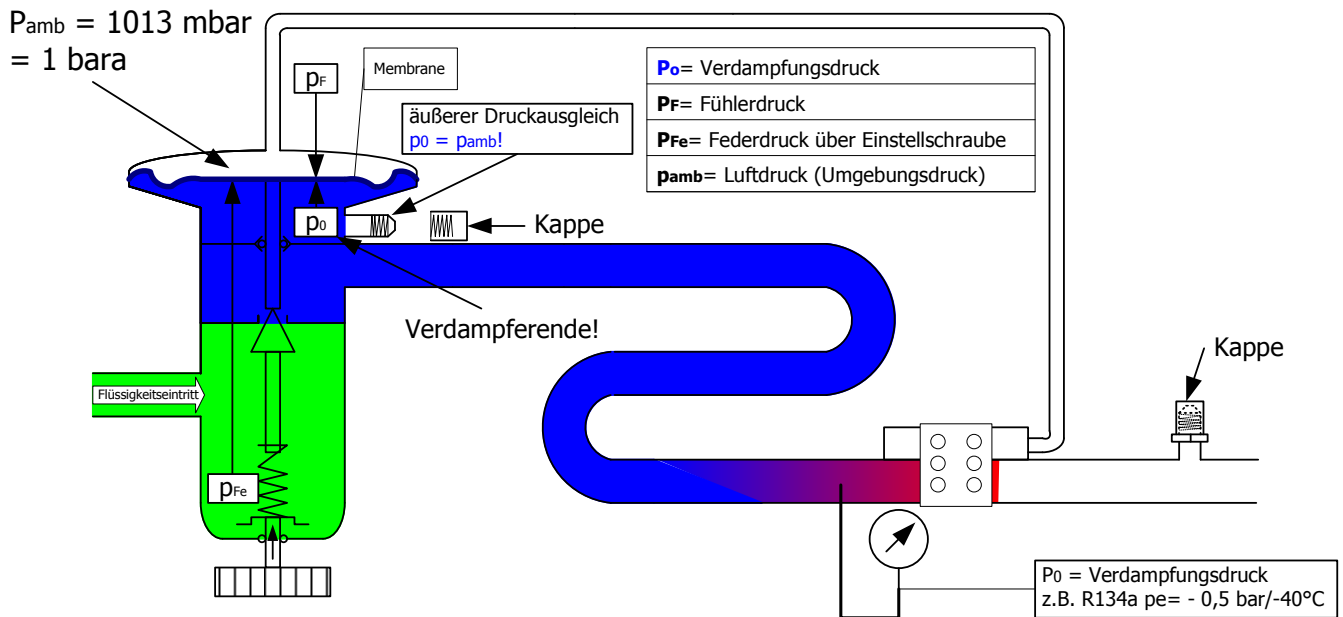 Pamb = 1013 mbar
= 1 bara
pF
Membrane
äußerer Druckausgleich
p0 = pamb!
Po= Verdampfungsdruck
PF= Fühlerdruck
PFe= Federdruck über Einstellschraube
pamb= Luftdruck (Umgebungsdruck)
p0
Kappe
Verdampferende!
Kappe
Flüssigkeitseintritt
pFe
P0 = Verdampfungsdruck
z.B. R134a pe= - 0,5 bar/-40°C